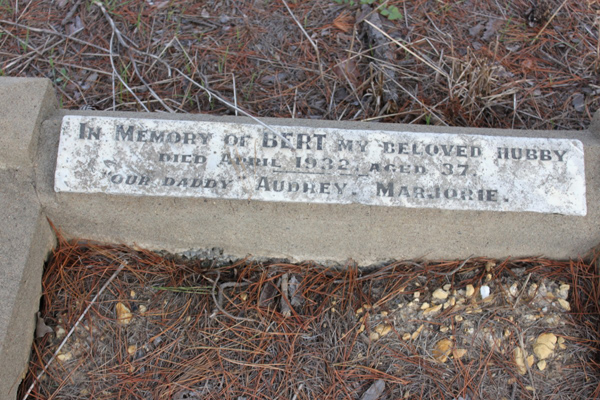 IN MEMORY OF BERT MY BELOVED HUBBY
DIED APRIL 1932, AGED 37.
"OUR DADDY" AUDREY. MARJORIE.